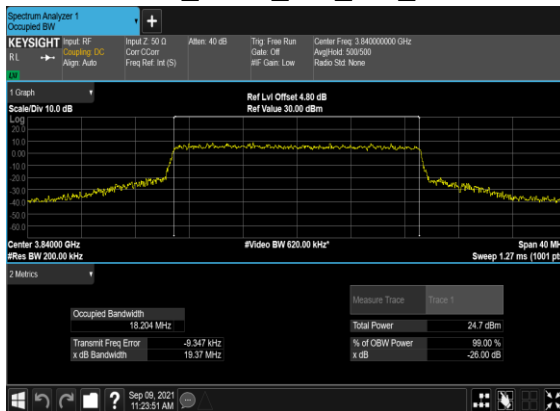 Spectrum Analyzer 1
Occupied BW
KEYSIGHT
RL
Input: RF
Coupling: DC
Align: Auto
Input Z: 50 Ω
Corr CCorr
Freq Ref: Int (S)
Atten: 40 dB
Trig: Free Run
Gate: Off
#IF Gain: Low
Center Freq: 3.840000000 GHz
Avg|Hold: 500/500
Radio Std: None
1 Graph
Scale/Div 10.0 dB
Ref Lvl Offset 4.80 dB
Ref Value 30.00 dBm
Log
20.0
10.0
0.00
-10.0
-20.0
-30.0
-40.0
-50.0
-60.0
Center 3.84000 GHz
#Res BW 200.00 kHz
#Video BW 620.00 kHz*
Span 40 MH
Sweep 1.27 ms (1001 pt
2 Metrics
Occupied Bandwidth
18.204 MHz
Transmit Freq Error -9.347 kHz
x dB Bandwidth 19.37 MHz
Measure Trace Trace 1
Total Power 24.7 dBm
% of OBW Power 99.00 %
x dB -26.00 dB
Sep 09, 2021
11:23:51 AM